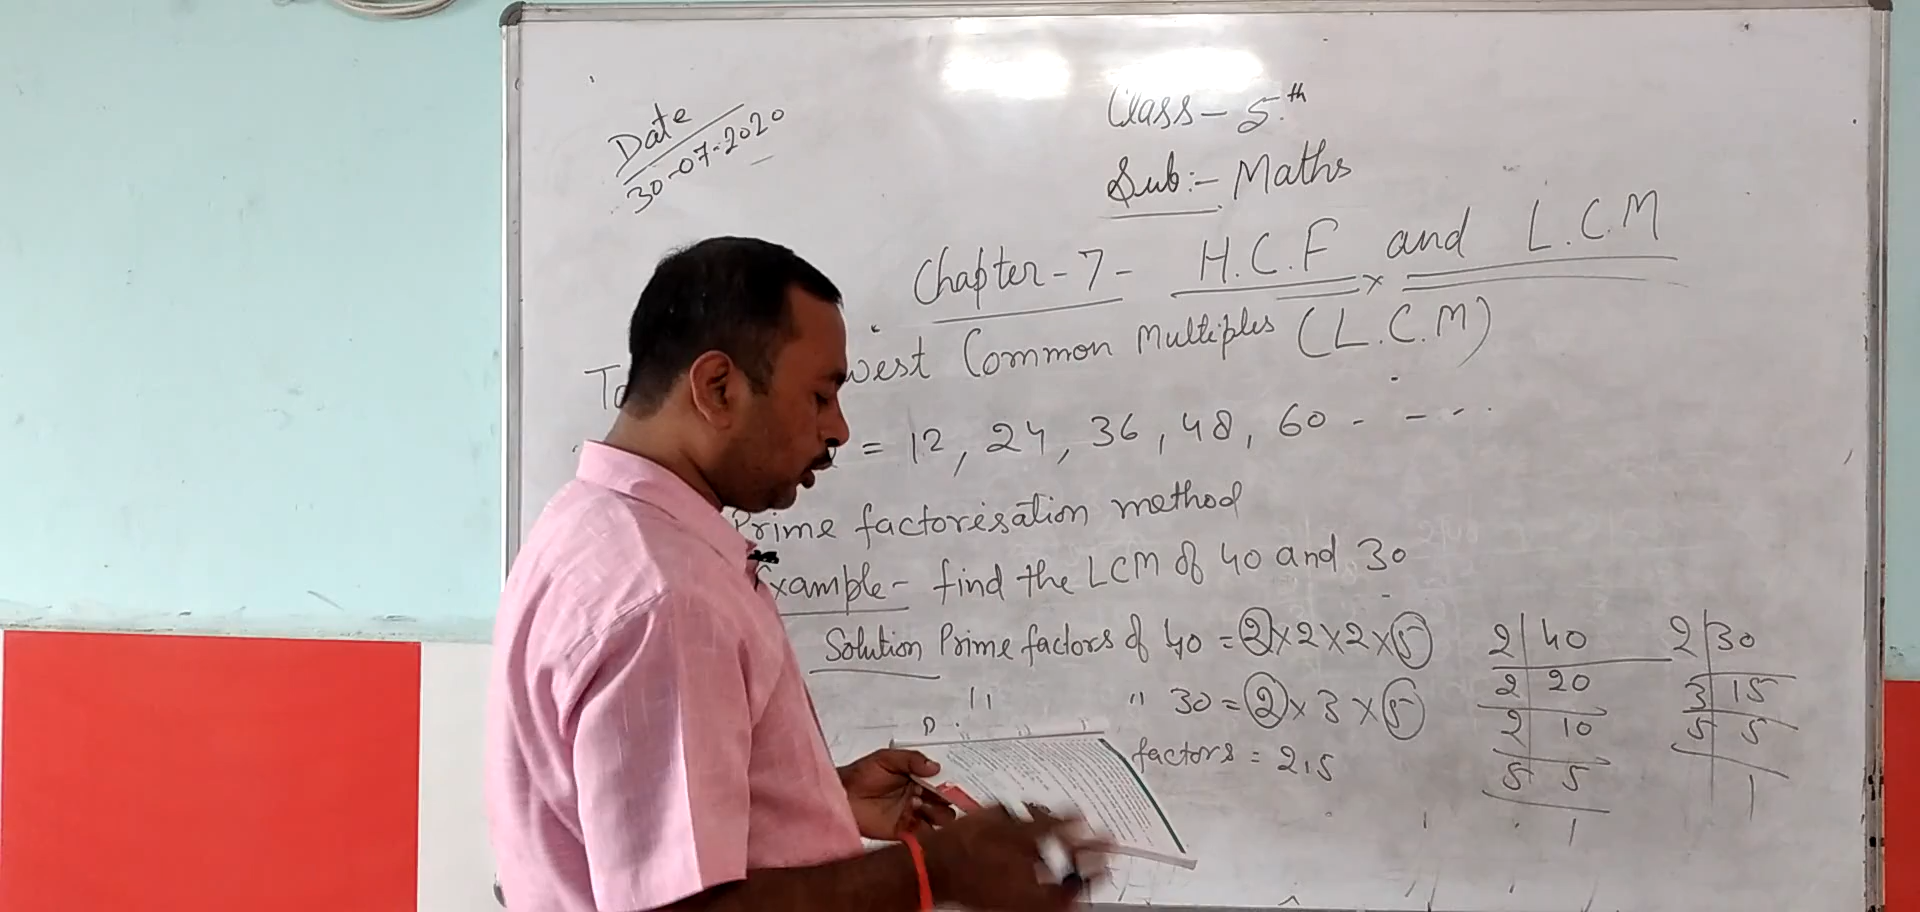 Date
30-07-2020
Class - 5th
Sub:- Maths
Chapter - 7 - H.C.F and L.C.M
Common Multiples (L.C.M)
= 12, 24, 36, 48, 60 - - - -
Prime factorisation method
Example - find the LCM of 40 and 30
Solution Prime factors of 40 = 2×2×2×5
" " 30 = 2×3×5
factors = 2,5
2 | 40
2 | 20
2 | 10
5 | 5
1
2 | 30
3 | 15
5 | 5
1